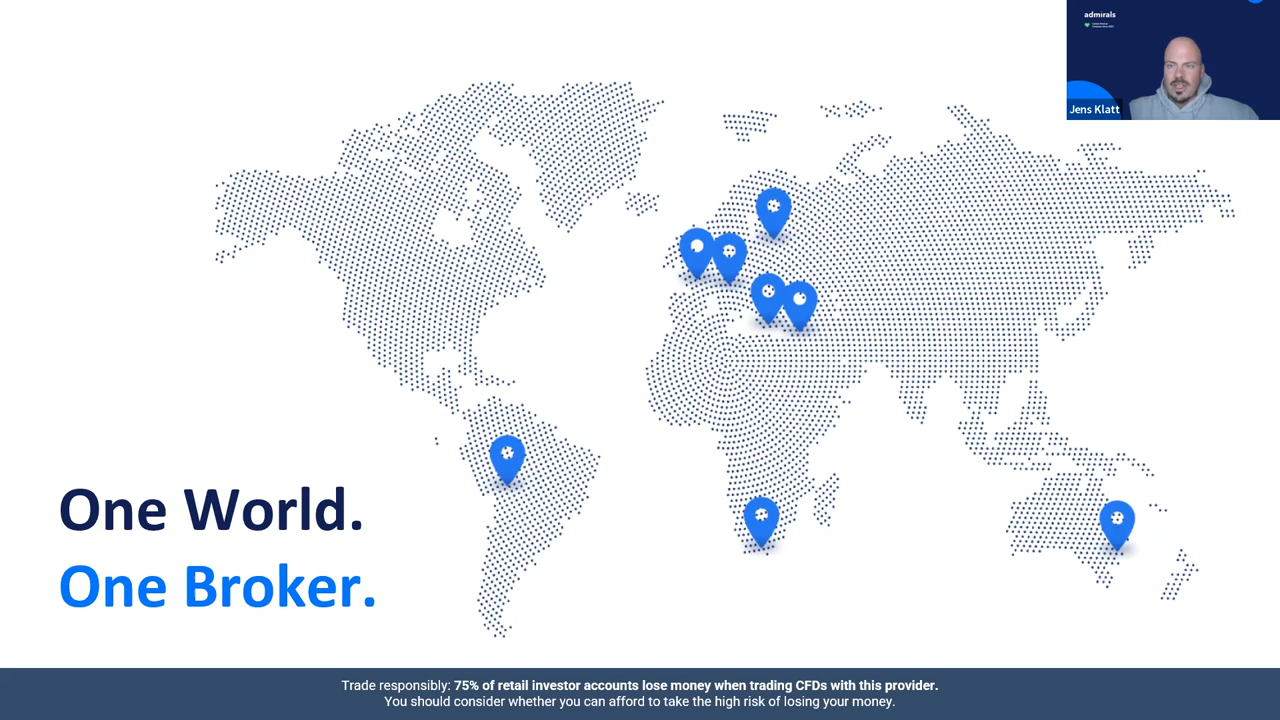 admirals
Jens Klatt
One World.
One Broker.
Trade responsibly: 75% of retail investor accounts lose money when trading CFDs with this provider.
You should consider whether you can afford to take the high risk of losing your money.